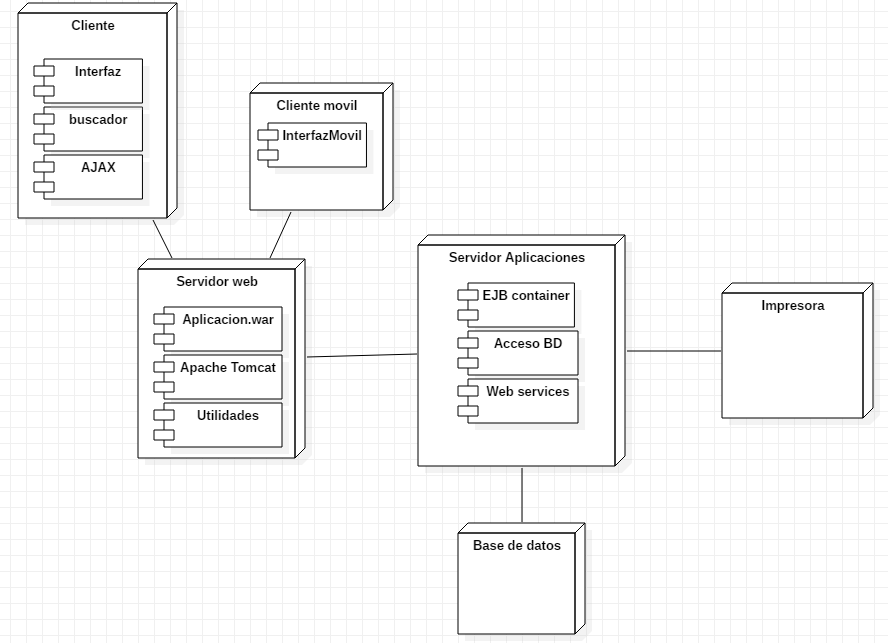 Cliente
Interfaz
buscador
AJAX
Cliente movil
InterfazMovil
Servidor web
Aplicacion.war
Apache Tomcat
Utilidades
Servidor Aplicaciones
EJB container
Acceso BD
Web services
Impresora
Base de datos